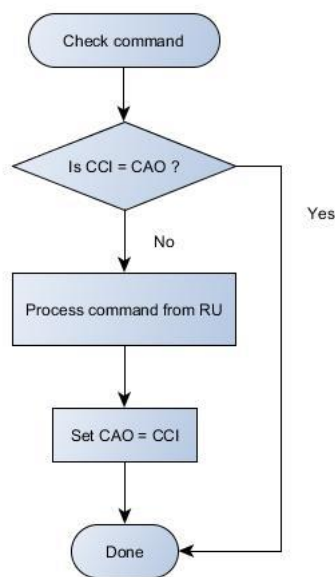 Check command
Is CCI = CAO ?
Yes
No
Process command from RU
Set CAO = CCI
Done